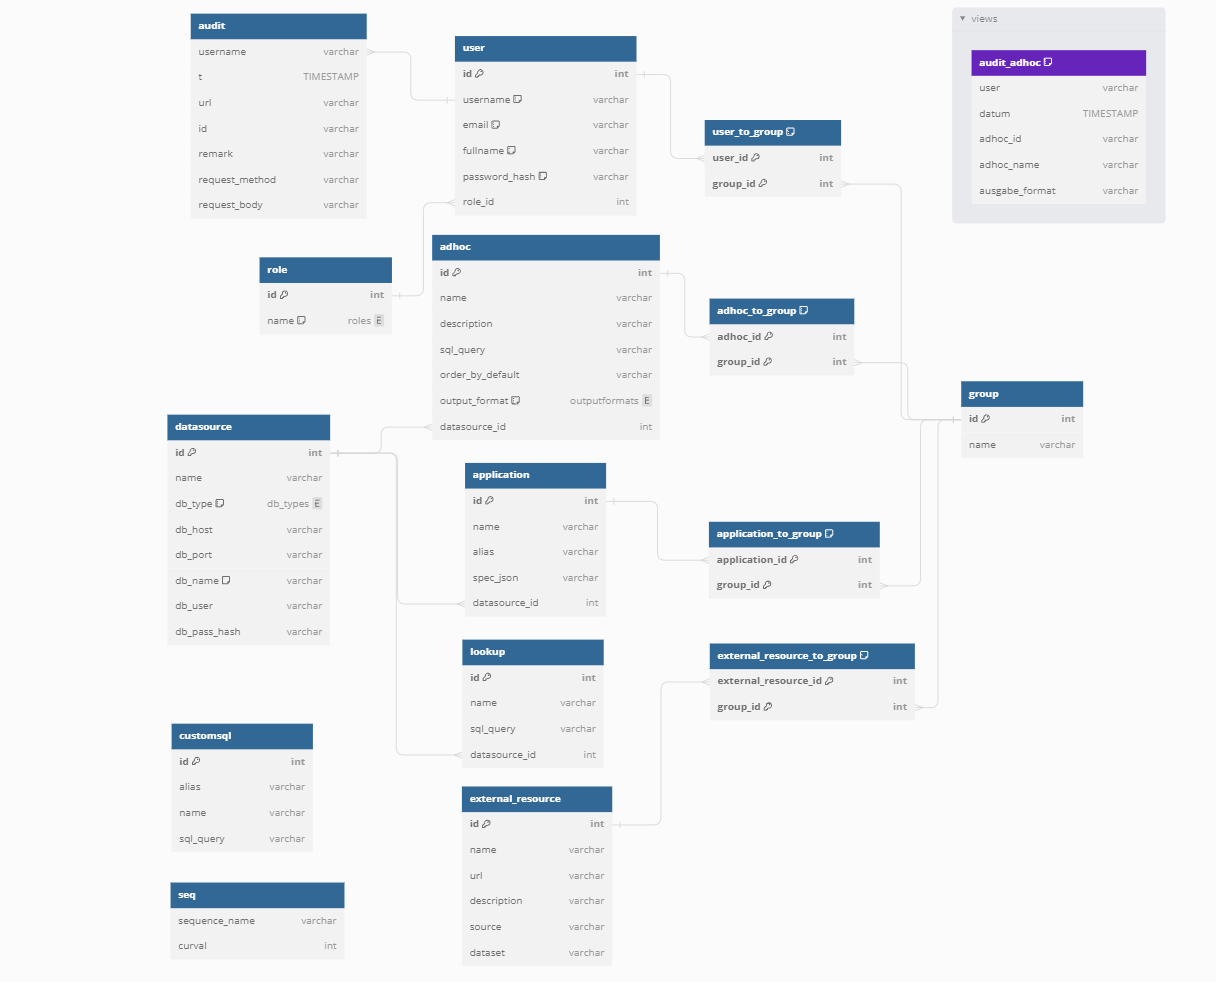 audit
username varchar
t TIMESTAMP
url varchar
id varchar
remark varchar
request_method varchar
request_body varchar
user
id int
username varchar
email varchar
fullname varchar
password_hash varchar
role_id int
user_to_group
user_id int
group_id int
views
audit_adhoc
user varchar
datum TIMESTAMP
adhoc_id varchar
adhoc_name varchar
ausgabe_format varchar
role
id int
name roles E
adhoc
id int
name varchar
description varchar
sql_query varchar
order_by_default varchar
output_format outputformats E
datasource_id int
adhoc_to_group
adhoc_id int
group_id int
group
id int
name varchar
datasource
id int
name varchar
db_type db_types E
db_host varchar
db_port varchar
db_name varchar
db_user varchar
db_pass_hash varchar
application
id int
name varchar
alias varchar
spec_json varchar
datasource_id int
application_to_group
application_id int
group_id int
lookup
id int
name varchar
sql_query varchar
datasource_id int
external_resource_to_group
external_resource_id int
group_id int
customsql
id int
alias varchar
name varchar
sql_query varchar
external_resource
id int
name varchar
url varchar
description varchar
source varchar
dataset varchar
seq
sequence_name varchar
curval int